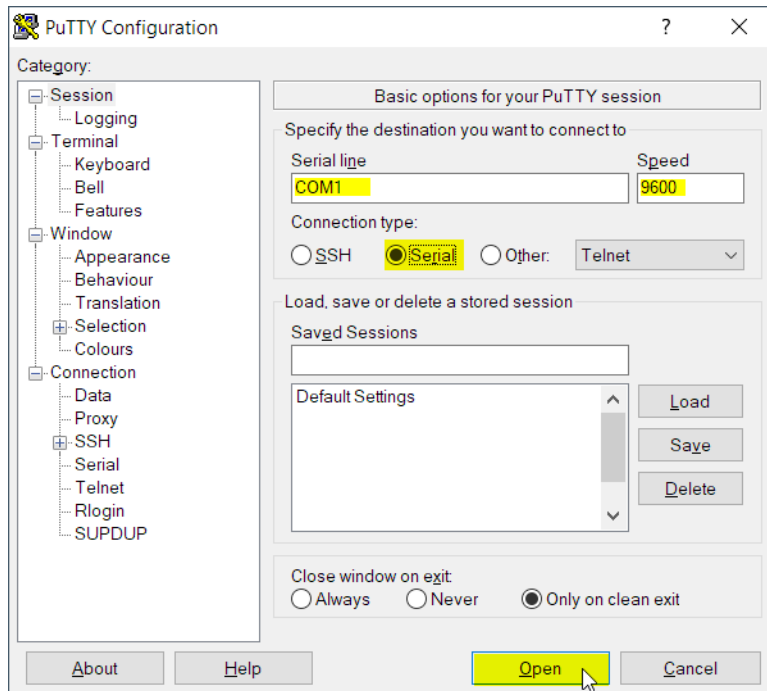 PuTTY Configuration
?
Category:
Session
Logging
Terminal
Keyboard
Bell
Features
Window
Appearance
Behaviour
Translation
Selection
Colours
Connection
Data
Proxy
SSH
Serial
Telnet
Rlogin
SUPDUP
Basic options for your PuTTY session
Specify the destination you want to connect to
Serial line Speed
COM1 9600
Connection type:
SSH Serial Other: Telnet
Load, save or delete a stored session
Saved Sessions
Default Settings
Load
Save
Delete
Close window on exit:
Always Never Only on clean exit
About Help Open Cancel